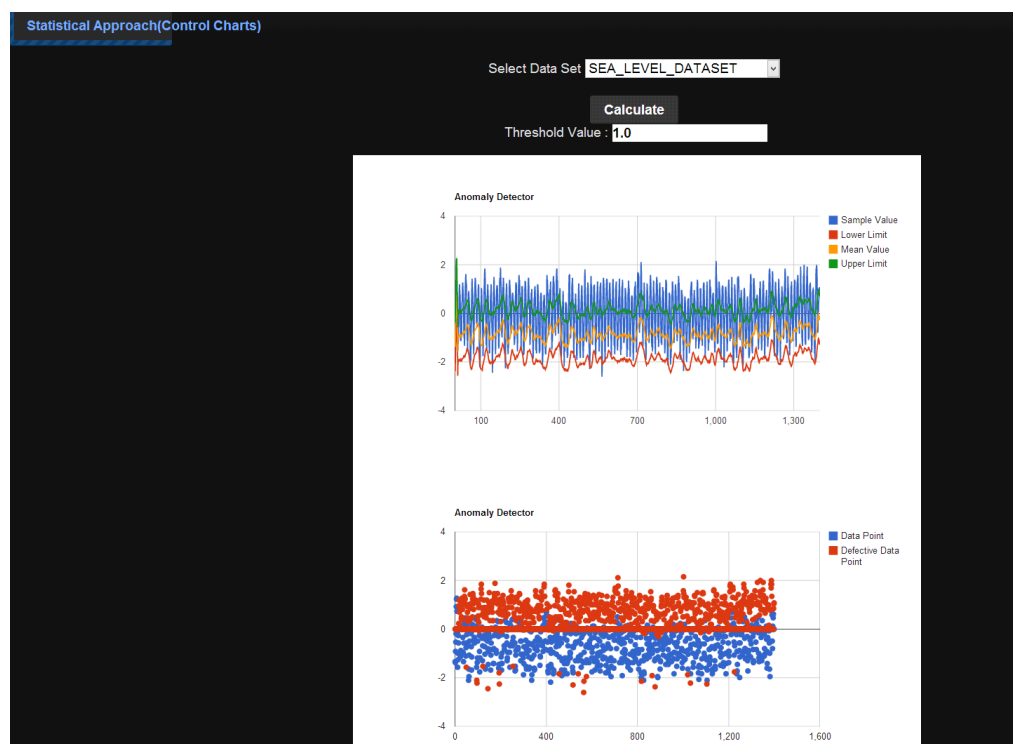 Statistical Approach(Control Charts)
Select Data Set SEA_LEVEL_DATASET
Calculate
Threshold Value : 1.0
Anomaly Detector
4
2
0
-2
-4
100 400 700 1,000 1,300
Sample Value
Lower Limit
Mean Value
Upper Limit
Anomaly Detector
4
2
0
-2
-4
0 400 800 1,200 1,600
Data Point
Defective Data
Point